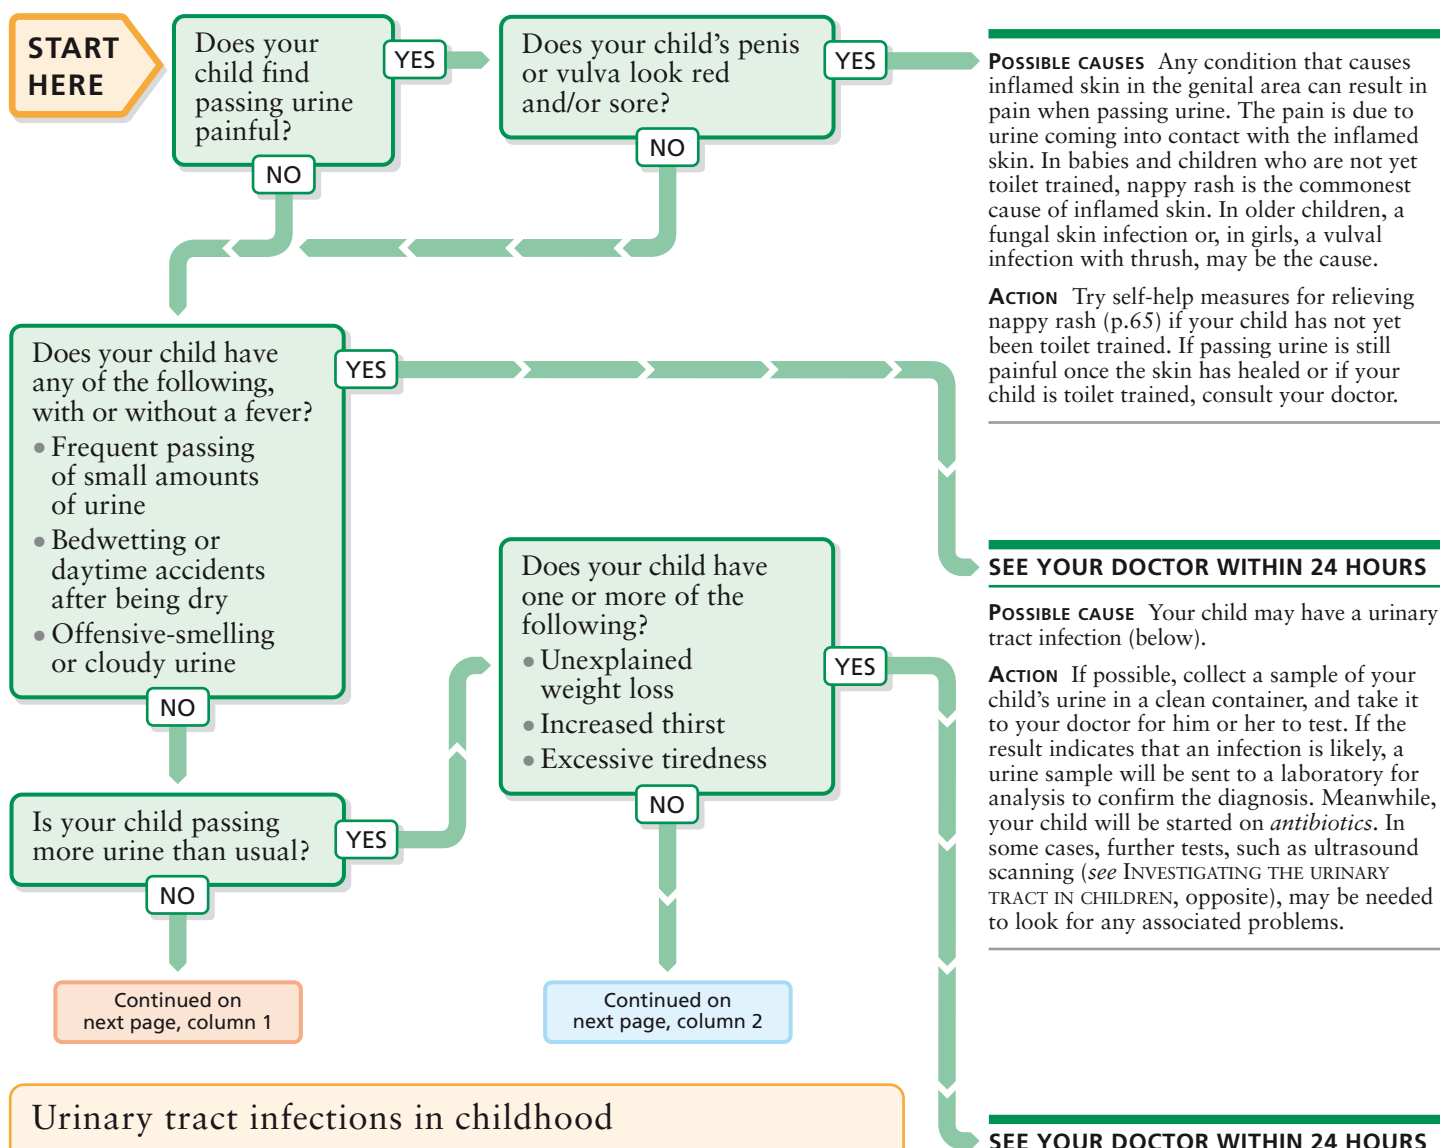 START
HERE
Does your
child find
passing urine
painful?
YES
NO
Does your child's penis
or vulva look red
and/or sore?
YES
NO
POSSIBLE CAUSES Any condition that causes
inflamed skin in the genital area can result in
pain when passing urine. The pain is due to
urine coming into contact with the inflamed
skin. In babies and children who are not yet
toilet trained, nappy rash is the commonest
cause of inflamed skin. In older children, a
fungal skin infection or, in girls, a vulval
infection with thrush, may be the cause.
ACTION Try self-help measures for relieving
nappy rash (p.65) if your child has not yet
been toilet trained. If passing urine is still
painful once the skin has healed or if your
child is toilet trained, consult your doctor.
Does your child have
any of the following,
with or without a fever?
• Frequent passing
of small amounts
of urine
• Bedwetting or
daytime accidents
after being dry
• Offensive-smelling
or cloudy urine
YES
NO
SEE YOUR DOCTOR WITHIN 24 HOURS
POSSIBLE CAUSE Your child may have a urinary
tract infection (below).
ACTION If possible, collect a sample of your
child's urine in a clean container, and take it
to your doctor for him or her to test. If the
result indicates that an infection is likely, a
urine sample will be sent to a laboratory for
analysis to confirm the diagnosis. Meanwhile,
your child will be started on antibiotics. In
some cases, further tests, such as ultrasound
scanning (see INVESTIGATING THE URINARY
TRACT IN CHILDREN, opposite), may be needed
to look for any associated problems.
Is your child passing
more urine than usual?
YES
NO
Does your child have
one or more of the
following?
• Unexplained
weight loss
• Increased thirst
• Excessive tiredness
YES
NO
Continued on
next page, column 1
Continued on
next page, column 2
Urinary tract infections in childhood
SEE YOUR DOCTOR WITHIN 24 HOURS